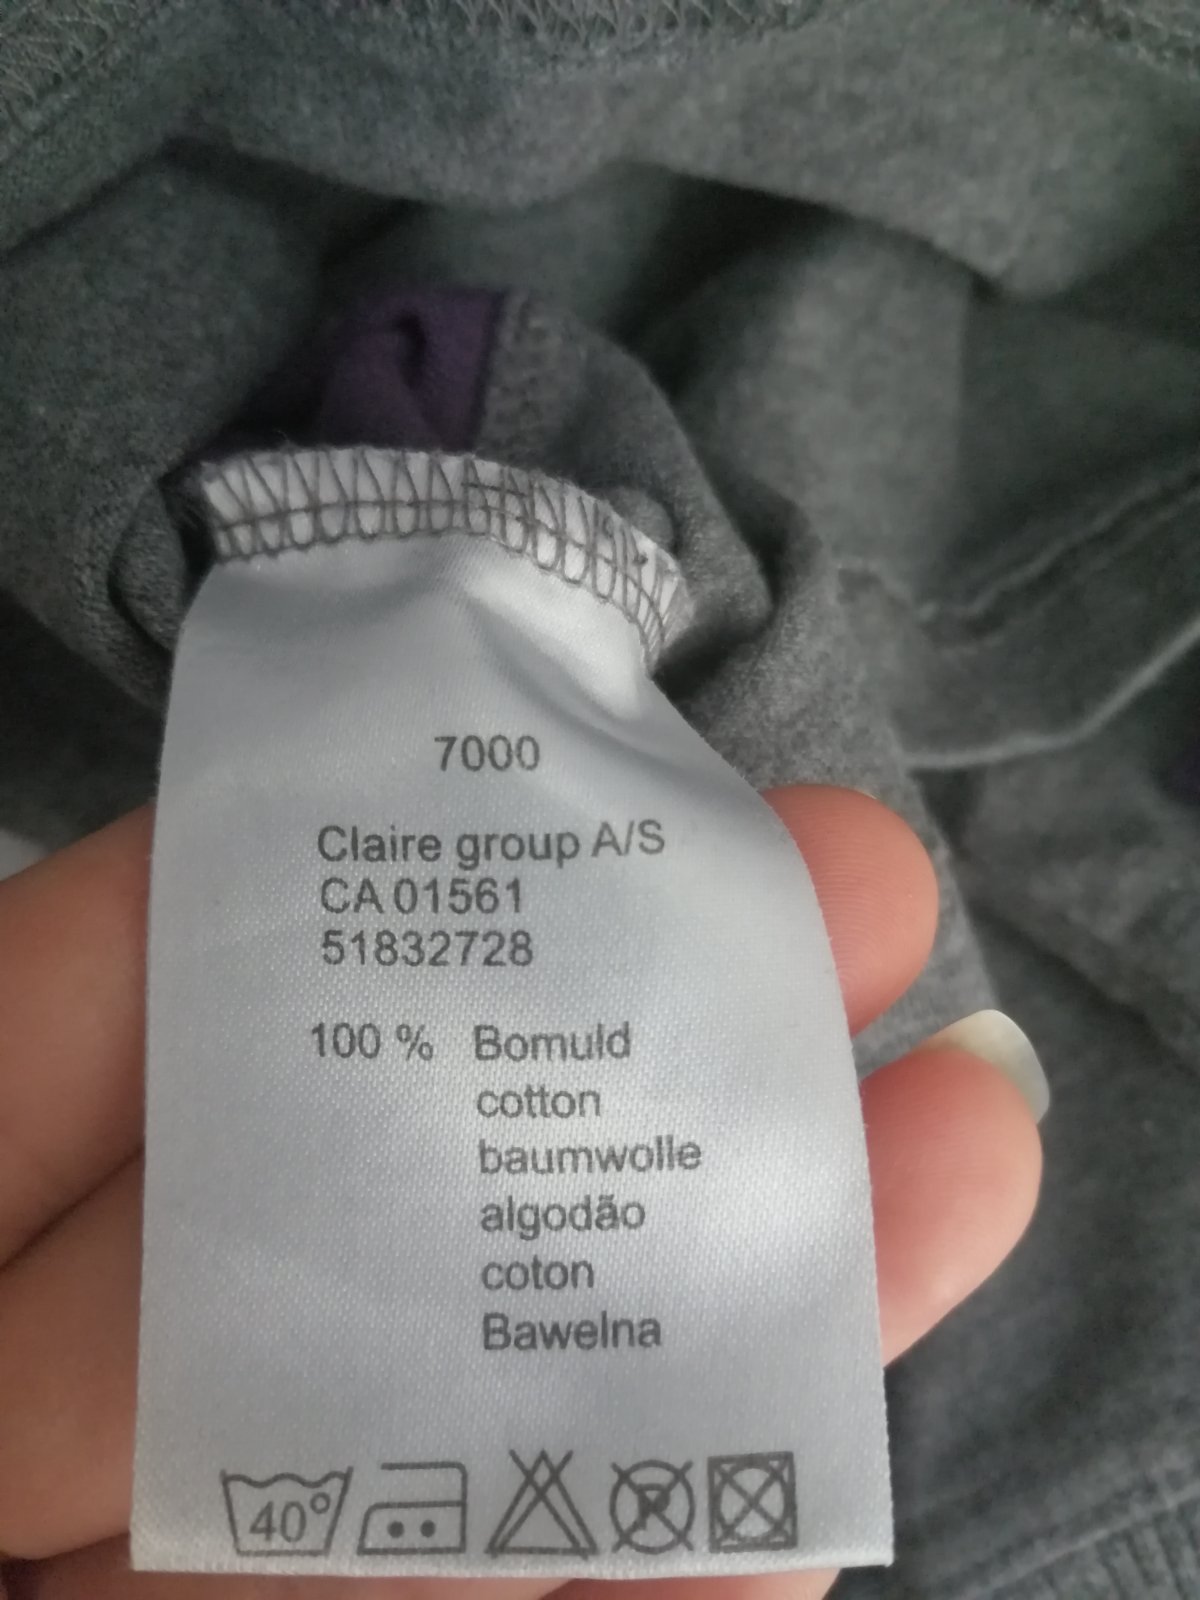 7000
Claire group A/S
CA 01561
51832728
100 % Bomuld
cotton
baumwolle
algodão
coton
Bawelna
40°
P